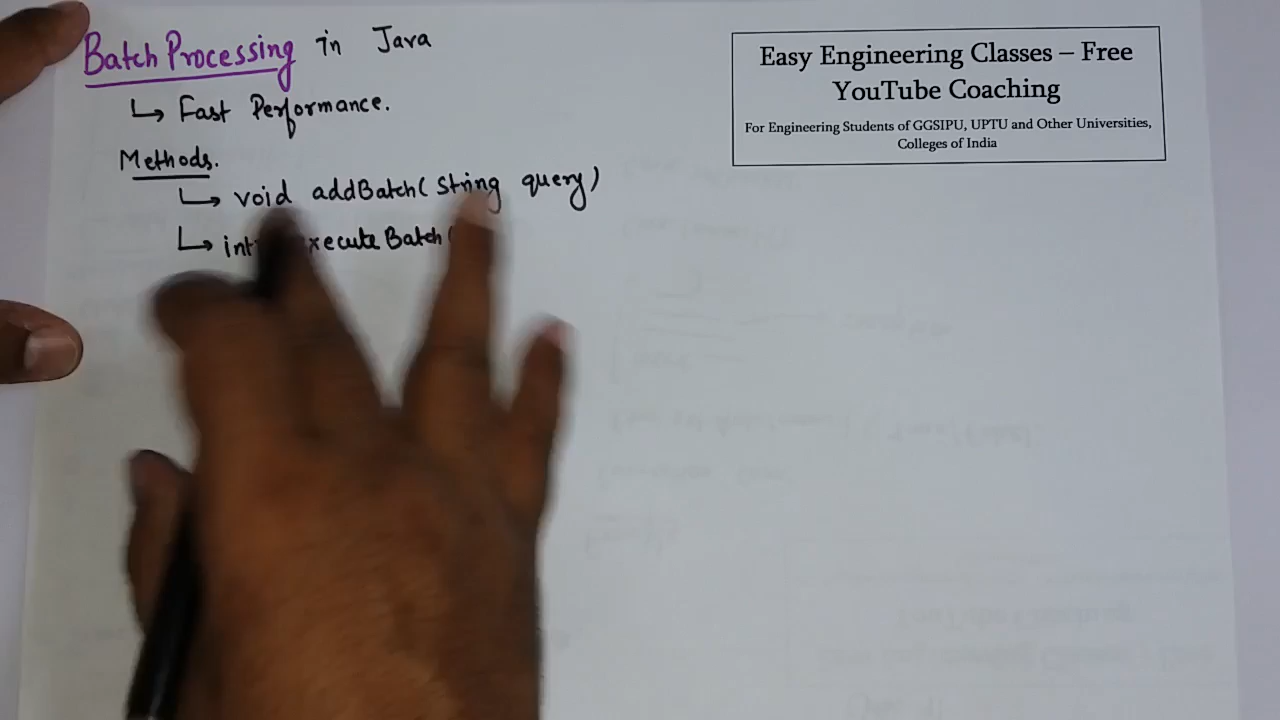 Batch Processing in Java
↳ Fast Performance.
Methods.
↳ void addBatch(String query)
↳ int executeBatch(
Easy Engineering Classes – Free
YouTube Coaching
For Engineering Students of GGSIPU, UPTU and Other Universities,
Colleges of India